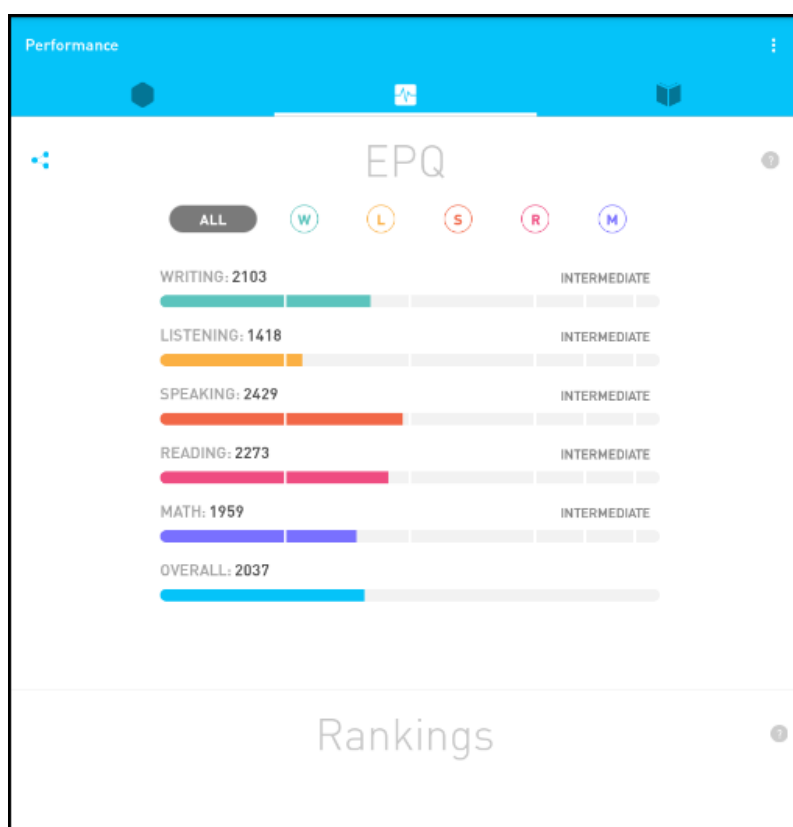 Performance
EPQ
?
ALL W L S R M
WRITING: 2103 INTERMEDIATE
LISTENING: 1418 INTERMEDIATE
SPEAKING: 2429 INTERMEDIATE
READING: 2273 INTERMEDIATE
MATH: 1959 INTERMEDIATE
OVERALL: 2037
Rankings
?